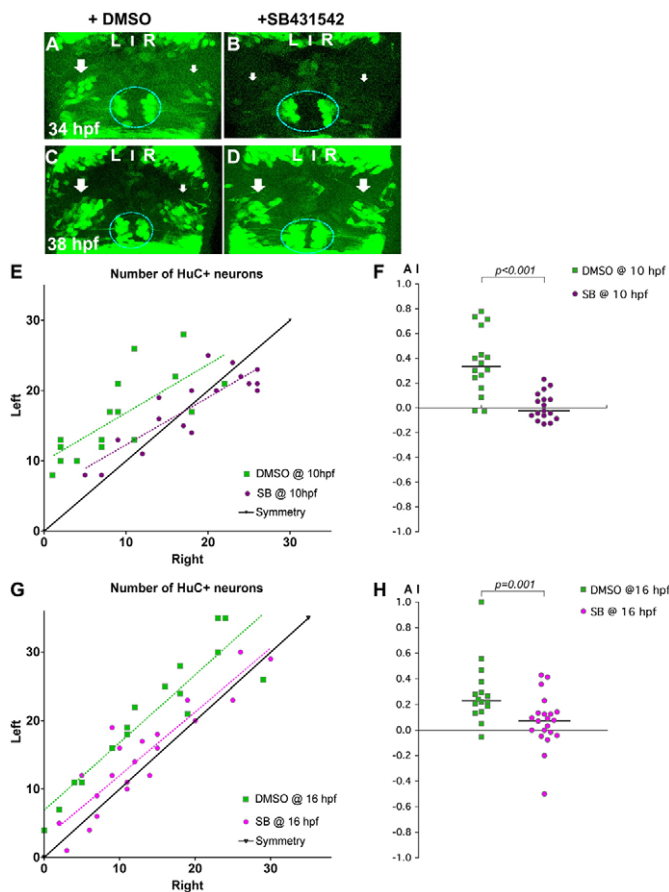 + DMSO +SB431542
A L I R B L I R
34 hpf
C L I R D L I R
38 hpf
E Number of HuC+ neurons
Left
30
20
10
0
0 10 20 30
Right
DMSO @ 10hpf
SB @ 10hpf
Symmetry
F A I
p<0.001
DMSO @ 10 hpf
SB @ 10 hpf
1.0
0.8
0.6
0.4
0.2
0.0
-0.2
-0.4
-0.6
-0.8
-1.0
G Number of HuC+ neurons
Left
30
20
10
0
0 10 20 30
Right
DMSO @ 16 hpf
SB @ 16 hpf
Symmetry
H A I
p=0.001
DMSO @16 hpf
SB @ 16 hpf
1.0
0.8
0.6
0.4
0.2
0.0
-0.2
-0.4
-0.6
-0.8
-1.0